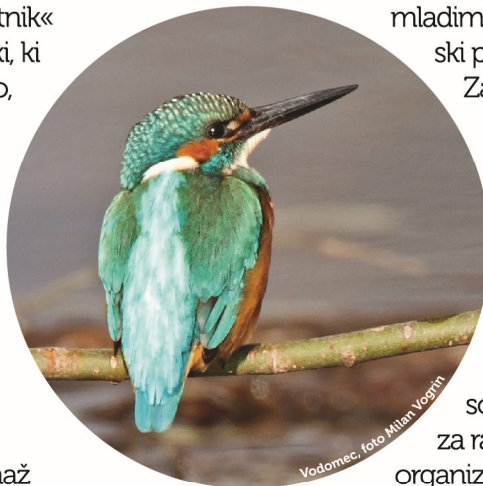 tnik«
ki, ki
o,
naž
mladim
ski p
Za
so
za ra
organiz
Vodomec, foto Milan Vogrin